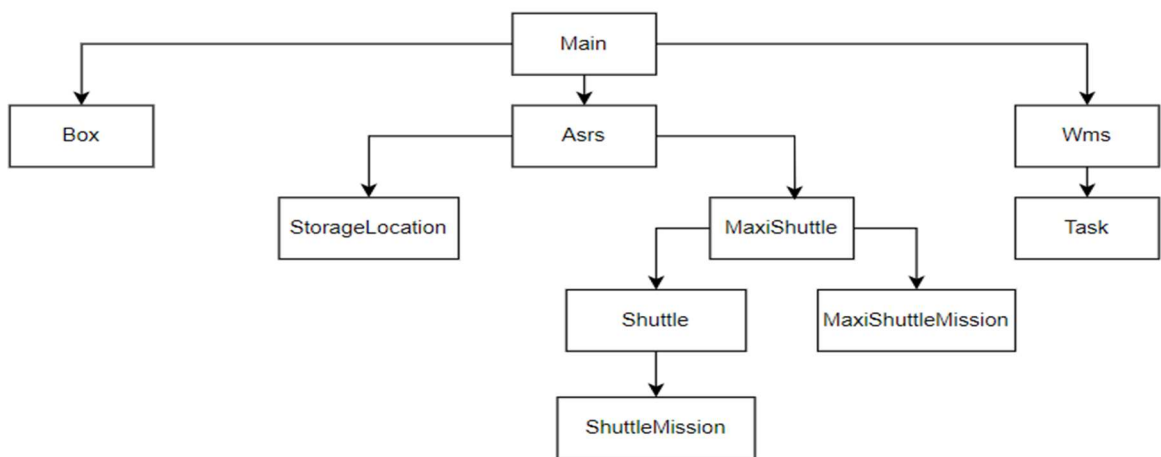 Main
Box
Asrs
Wms
StorageLocation
MaxiShuttle
Task
Shuttle
MaxiShuttleMission
ShuttleMission